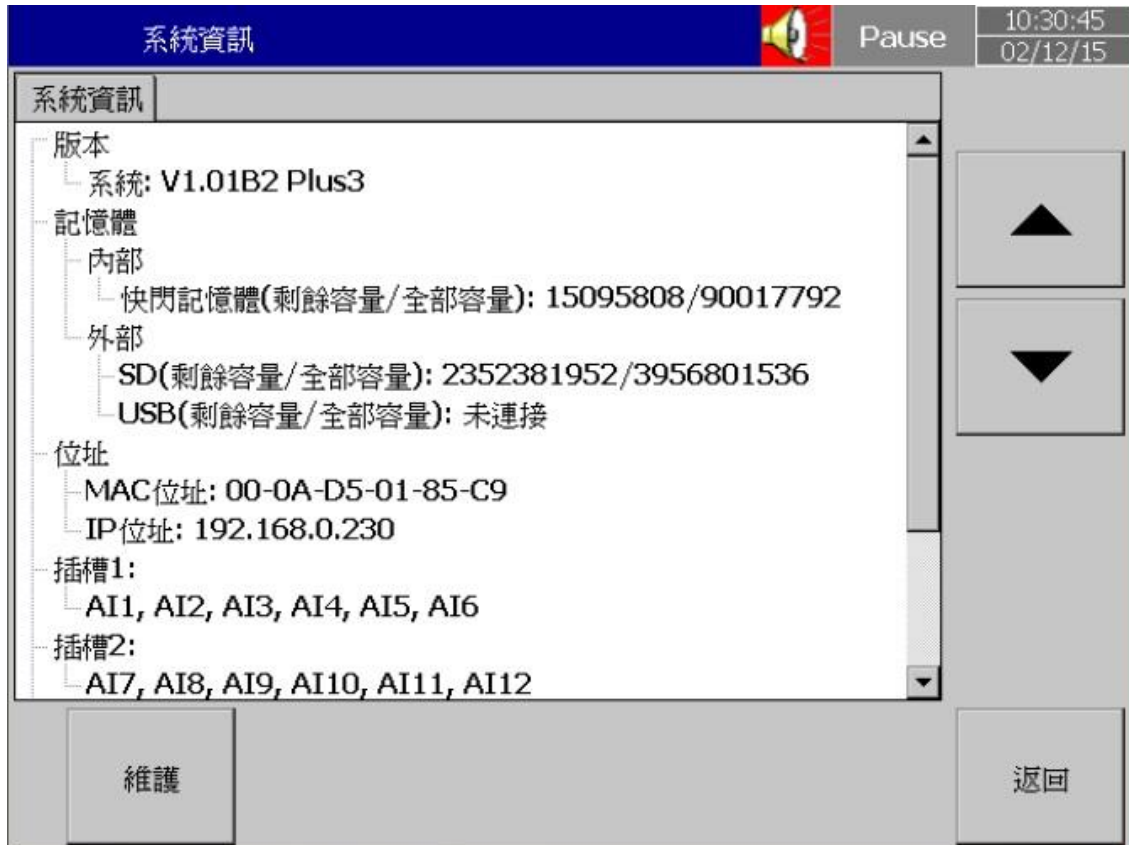 系統資訊
Pause
10:30:45
02/12/15
系統資訊
版本
系統: V1.01B2 Plus3
記憶體
內部
快閃記憶體(剩餘容量/全部容量): 15095808/90017792
外部
SD(剩餘容量/全部容量): 2352381952/3956801536
USB(剩餘容量/全部容量): 未連接
位址
MAC位址: 00-0A-D5-01-85-C9
IP位址: 192.168.0.230
插槽1:
AI1, AI2, AI3, AI4, AI5, AI6
插槽2:
AI7, AI8, AI9, AI10, AI11, AI12
維護
返回